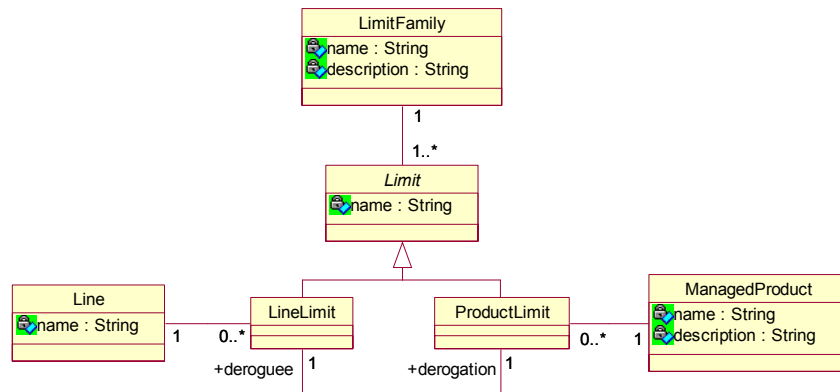 LimitFamily
name : String
description : String
1
1..*
Limit
name : String
Line
name : String
1
0..*
LineLimit
ProductLimit
0..*
1
ManagedProduct
name : String
description : String
+deroguee
1
+derogation
1